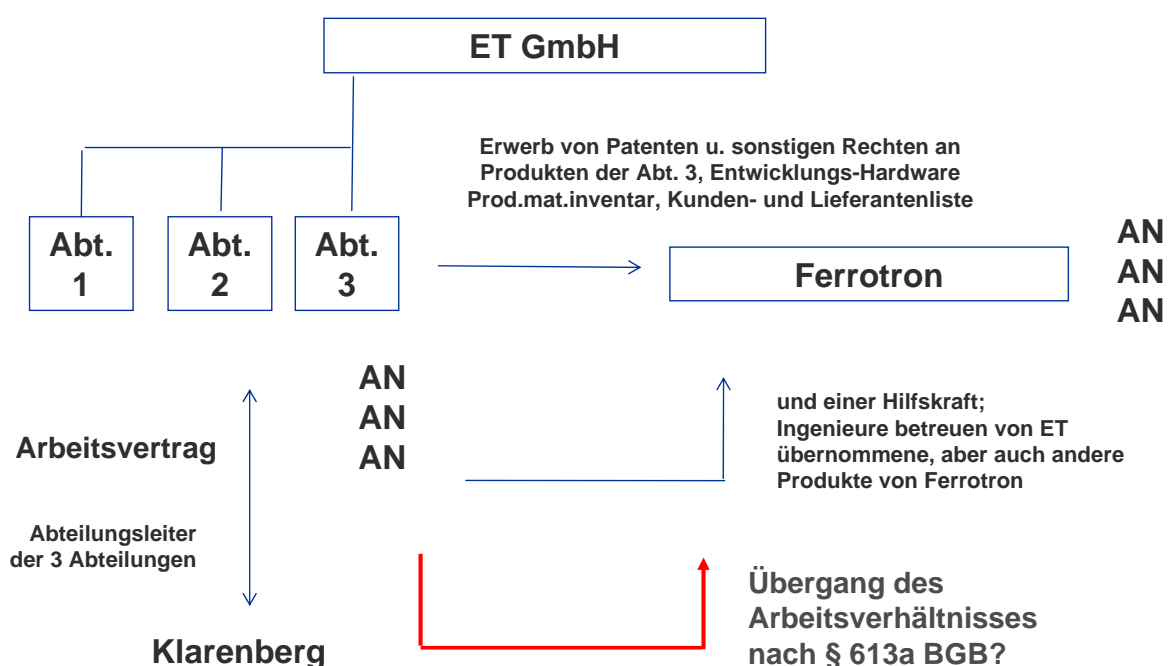 ET GmbH
Erwerb von Patenten u. sonstigen Rechten an
Produkten der Abt. 3, Entwicklungs-Hardware
Prod.mat.inventar, Kunden- und Lieferantenliste
Abt.
1
Abt.
2
Abt.
3
Ferrotron
AN
AN
AN
AN
AN
AN
und einer Hilfskraft;
Ingenieure betreuen von ET
übernommene, aber auch andere
Produkte von Ferrotron
Arbeitsvertrag
Abteilungsleiter
der 3 Abteilungen
Klarenberg
Übergang des
Arbeitsverhältnisses
nach § 613a BGB?